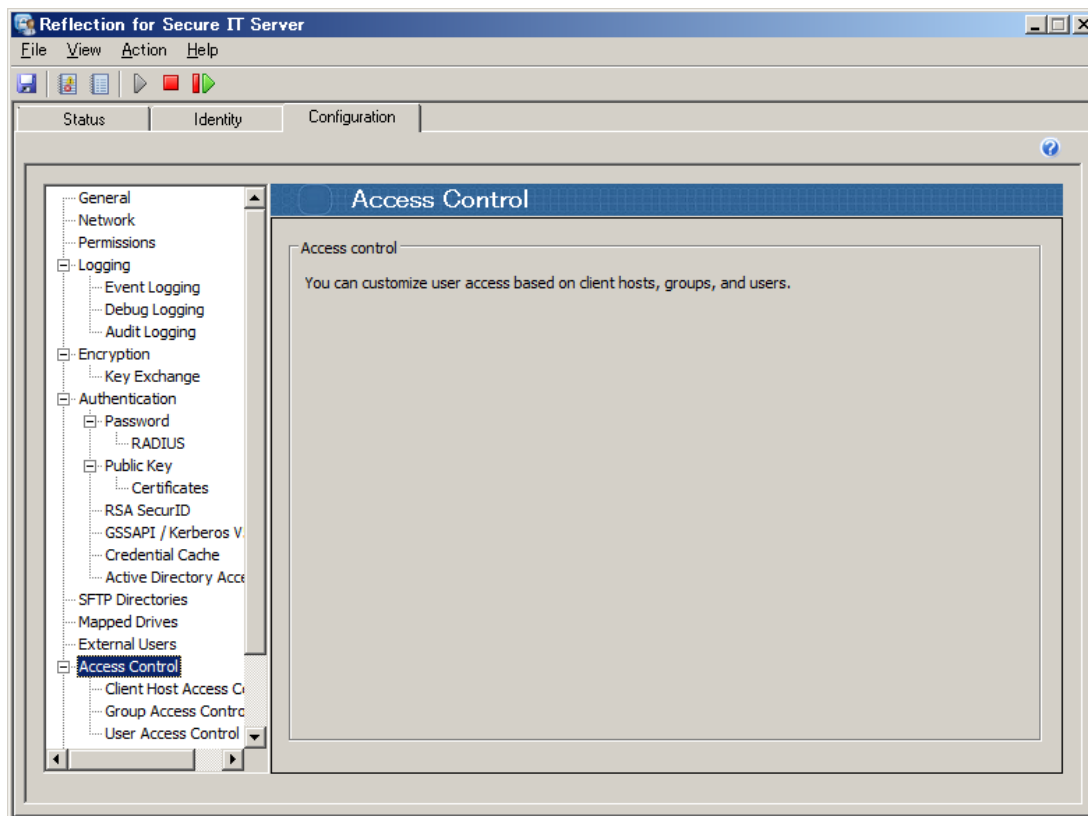 Reflection for Secure IT Server
File View Action Help
Status Identity Configuration
General
Network
Permissions
Logging
Event Logging
Debug Logging
Audit Logging
Encryption
Key Exchange
Authentication
Password
RADIUS
Public Key
Certificates
RSA SecurID
GSSAPI / Kerberos V
Credential Cache
Active Directory Acce
SFTP Directories
Mapped Drives
External Users
Access Control
Client Host Access C
Group Access Contro
User Access Control
Access Control
Access control
You can customize user access based on client hosts, groups, and users.